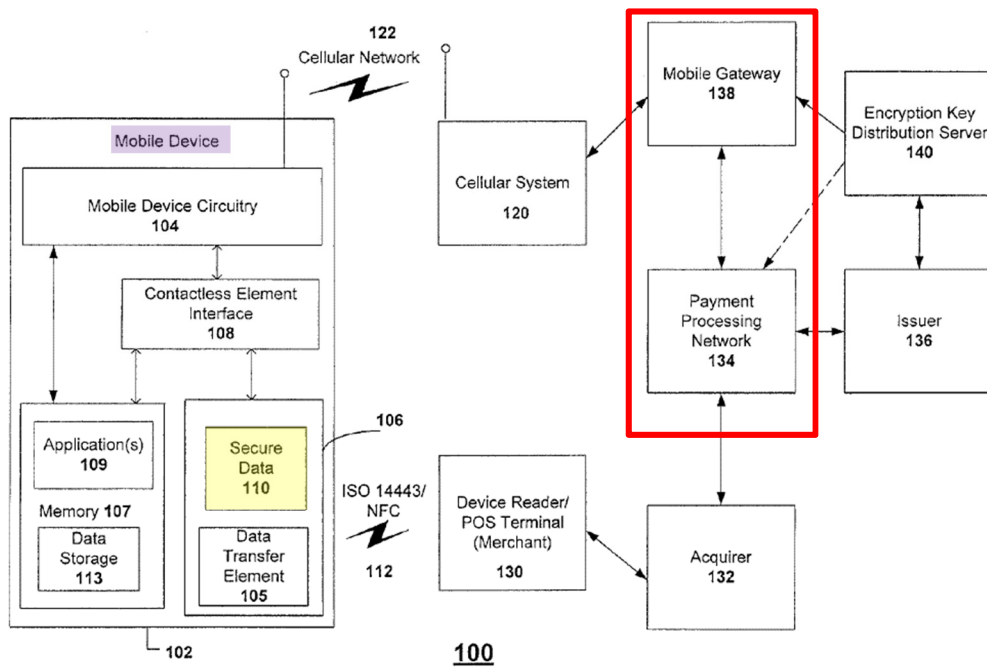 122
Cellular Network
Mobile Device
Mobile Device Circuitry
104
Contactless Element
Interface
108
Application(s)
109
Memory 107
Data
Storage
113
106
Secure
Data
110
Data
Transfer
Element
105
102
Cellular System
120
ISO 14443/
NFC
112
Device Reader/
POS Terminal
(Merchant)
130
Mobile Gateway
138
Encryption Key
Distribution Server
140
Payment
Processing
Network
134
Issuer
136
Acquirer
132
100